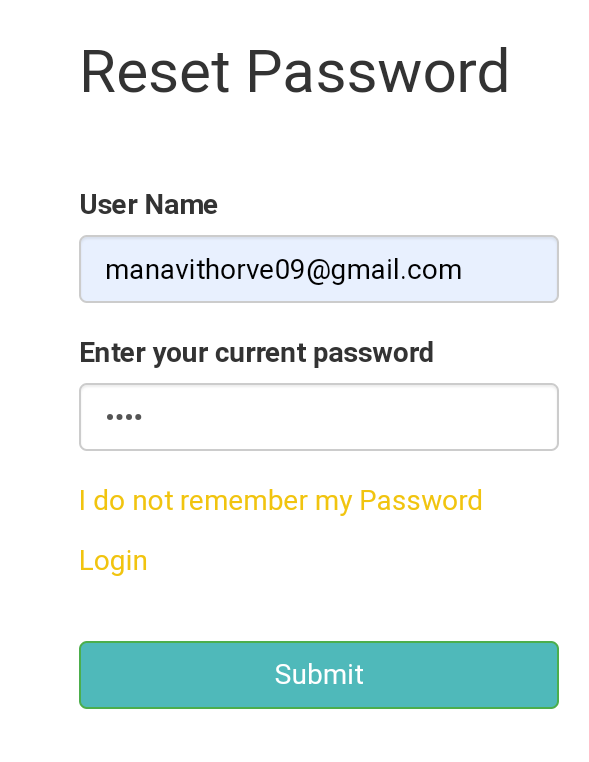 Reset Password
User Name
manavithorve09@gmail.com
Enter your current password
••••
I do not remember my Password
Login
Submit